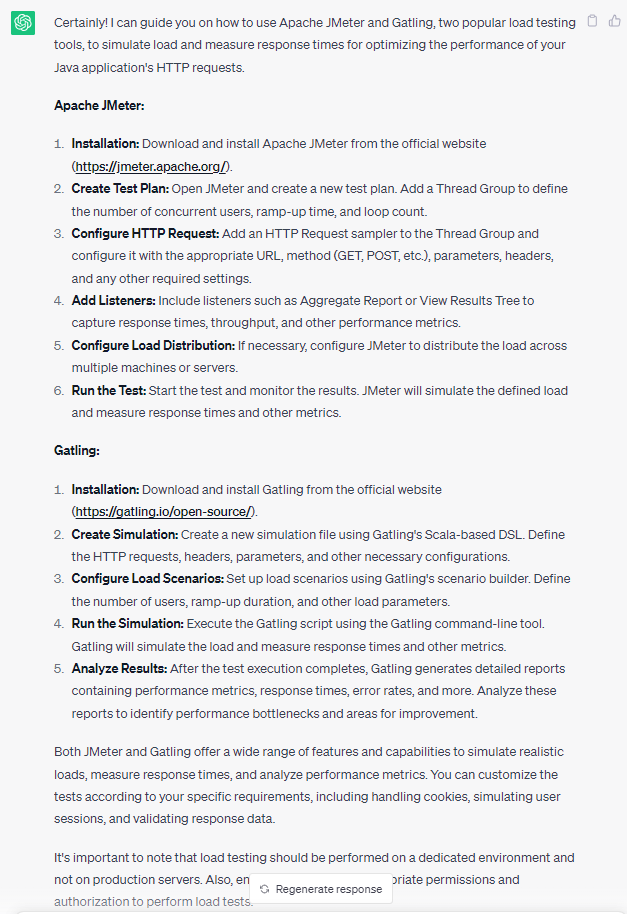 Certainly! I can guide you on how to use Apache JMeter and Gatling, two popular load testing
tools, to simulate load and measure response times for optimizing the performance of your
Java application's HTTP requests.
Apache JMeter:
1. Installation: Download and install Apache JMeter from the official website
(https://jmeter.apache.org/).
2. Create Test Plan: Open JMeter and create a new test plan. Add a Thread Group to define
the number of concurrent users, ramp-up time, and loop count.
3. Configure HTTP Request: Add an HTTP Request sampler to the Thread Group and
configure it with the appropriate URL, method (GET, POST, etc.), parameters, headers,
and any other required settings.
4. Add Listeners: Include listeners such as Aggregate Report or View Results Tree to
capture response times, throughput, and other performance metrics.
5. Configure Load Distribution: If necessary, configure JMeter to distribute the load across
multiple machines or servers.
6. Run the Test: Start the test and monitor the results. JMeter will simulate the defined load
and measure response times and other metrics.
Gatling:
1. Installation: Download and install Gatling from the official website
(https://gatling.io/open-source/).
2. Create Simulation: Create a new simulation file using Gatling's Scala-based DSL. Define
the HTTP requests, headers, parameters, and other necessary configurations.
3. Configure Load Scenarios: Set up load scenarios using Gatling's scenario builder. Define
the number of users, ramp-up duration, and other load parameters.
4. Run the Simulation: Execute the Gatling script using the Gatling command-line tool.
Gatling will simulate the load and measure response times and other metrics.
5. Analyze Results: After the test execution completes, Gatling generates detailed reports
containing performance metrics, response times, error rates, and more. Analyze these
reports to identify performance bottlenecks and areas for improvement.
Both JMeter and Gatling offer a wide range of features and capabilities to simulate realistic
loads, measure response times, and analyze performance metrics. You can customize the
tests according to your specific requirements, including handling cookies, simulating user
sessions, and validating response data.
It's important to note that load testing should be performed on a dedicated environment and
not on production servers. Also, permissions and
Regenerate response
authorization to perform load tests.